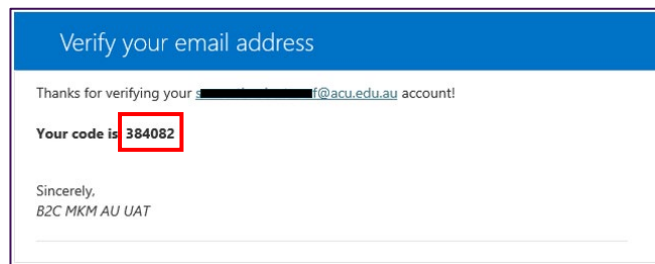 Verify your email address
Thanks for verifying your s f@acu.edu.au account!
Your code is 384082
Sincerely,
B2C MKM AU UAT